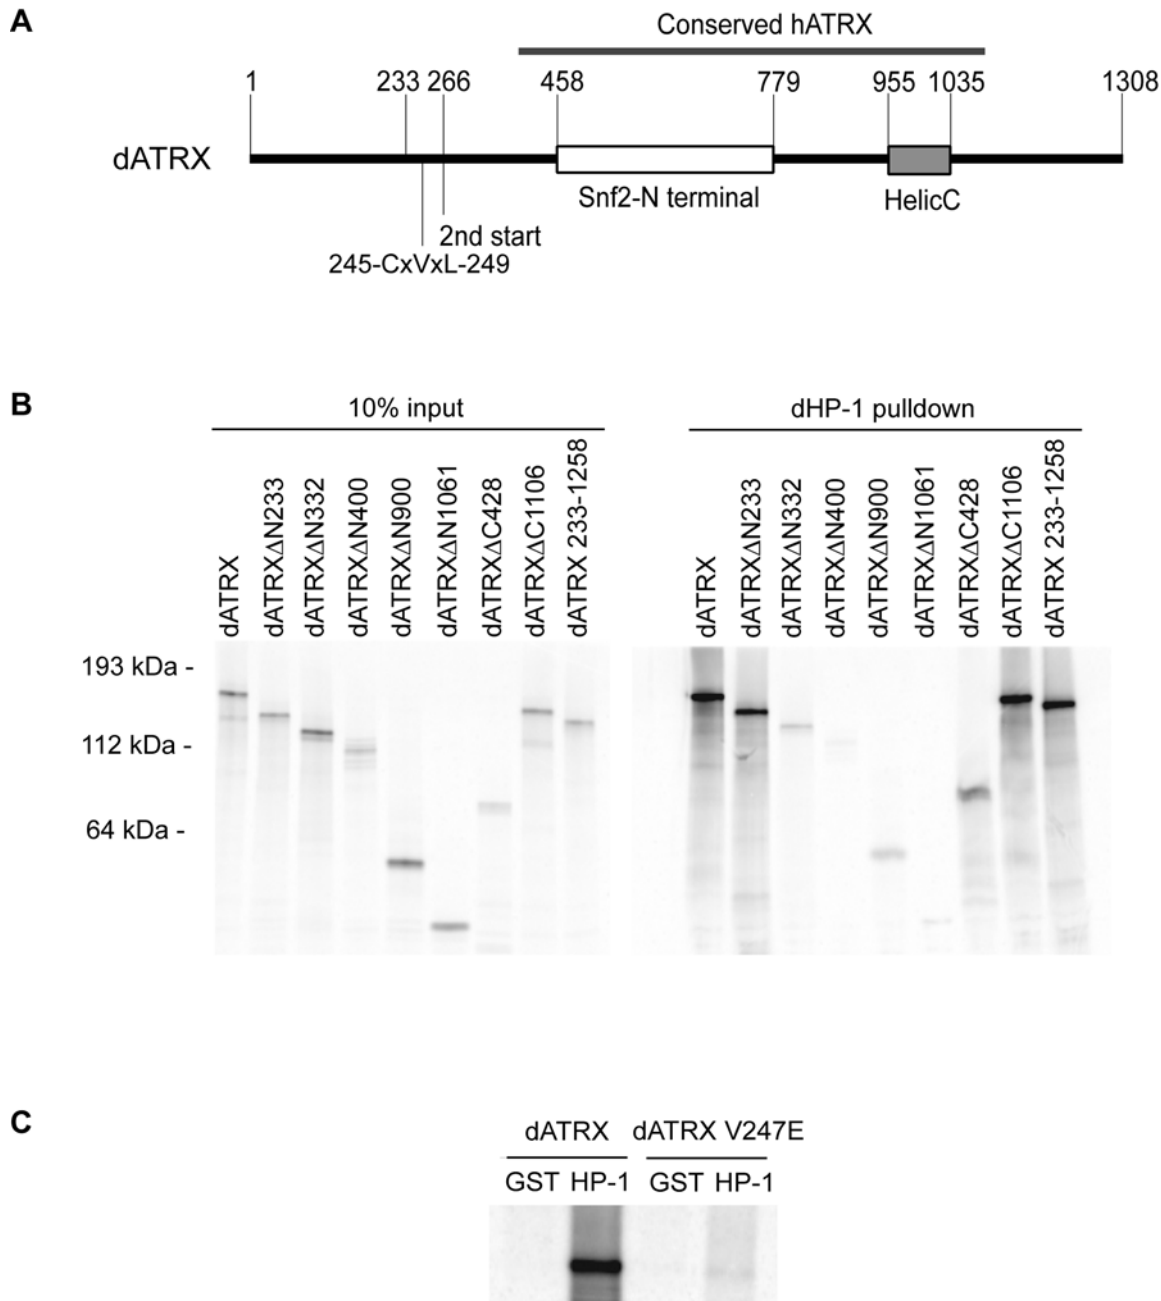 A
Conserved hATRX
1 233 266 458 779 955 1035 1308
dATRX
Snf2-N terminal
HelicC
2nd start
245-CxVxL-249
B
10% input dHP-1 pulldown
dATRX dATRXΔN233 dATRXΔN332 dATRXΔN400 dATRXΔN900 dATRXΔN1061 dATRXΔC428 dATRXΔC1106 dATRX 233-1258 dATRX dATRXΔN233 dATRXΔN332 dATRXΔN400 dATRXΔN900 dATRXΔN1061 dATRXΔC428 dATRXΔC1106 dATRX 233-1258
193 kDa -
112 kDa -
64 kDa -
C
dATRX dATRX V247E
GST HP-1 GST HP-1